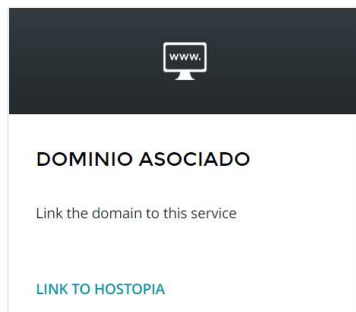 www.
DOMINIO ASOCIADO
Link the domain to this service
LINK TO HOSTOPIA